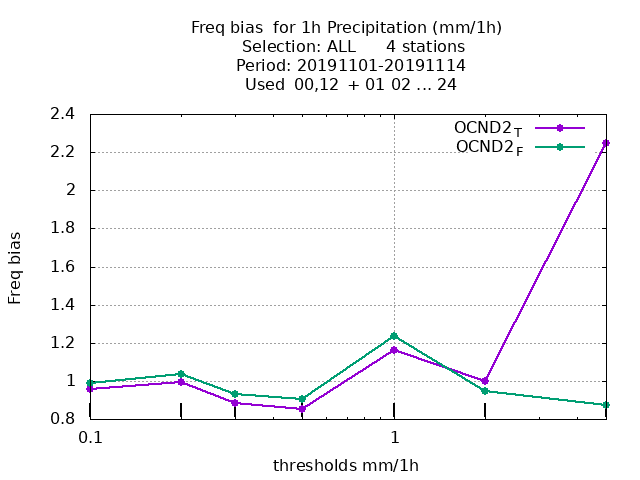 Freq bias  for 1h Precipitation (mm/1h)
Selection: ALL      4 stations
Period: 20191101-20191114
Used  00,12  + 01 02 ... 24
OCND2T
OCND2F
2.4
2.2
2
1.8
1.6
1.4
1.2
1
0.8
Freq bias
0.1
1
thresholds mm/1h